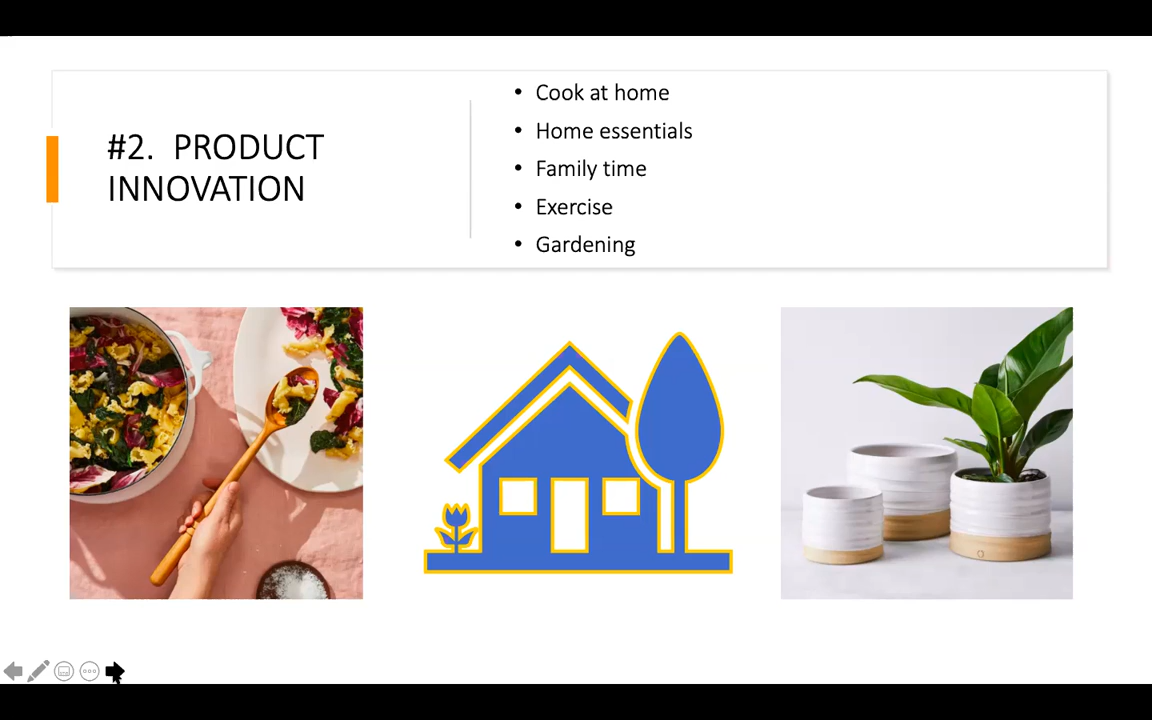 #2.  PRODUCT
INNOVATION
• Cook at home
• Home essentials
• Family time
• Exercise
• Gardening